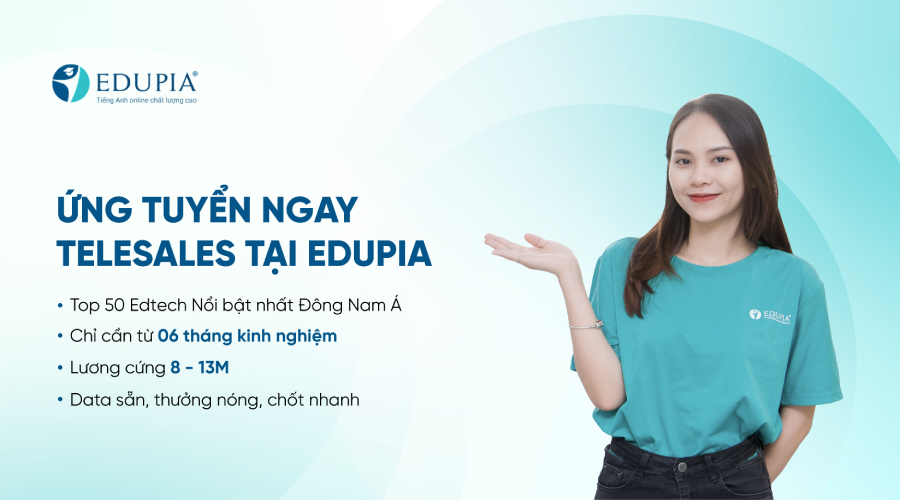 EDUPIA®
Tiếng Anh online chất lượng cao
ỨNG TUYỂN NGAY
TELESALES TẠI EDUPIA
• Top 50 Edtech Nổi bật nhất Đông Nam Á
• Chỉ cần từ 06 tháng kinh nghiệm
• Lương cứng 8 - 13M
• Data sẵn, thưởng nóng, chốt nhanh
EDUPIA